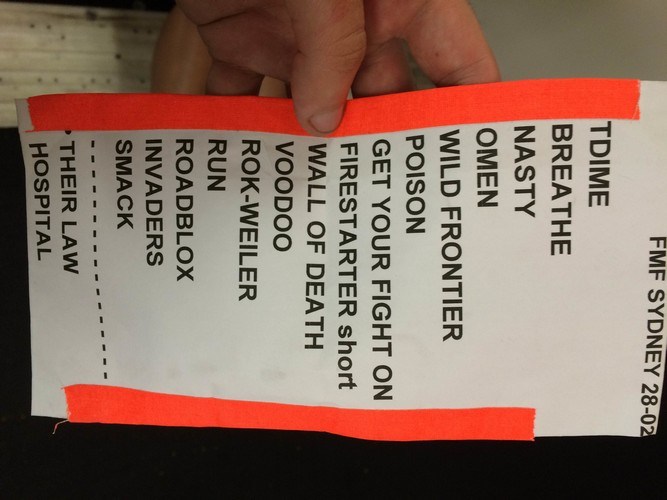 FMF SYDNEY 28-02
TDIME
BREATHE
NASTY
OMEN
WILD FRONTIER
POISON
GET YOUR FIGHT ON
FIRESTARTER short
WALL OF DEATH
VOODOO
ROK-WEILER
RUN
ROADBLOX
INVADERS
SMACK
----------------
THEIR LAW
HOSPITAL